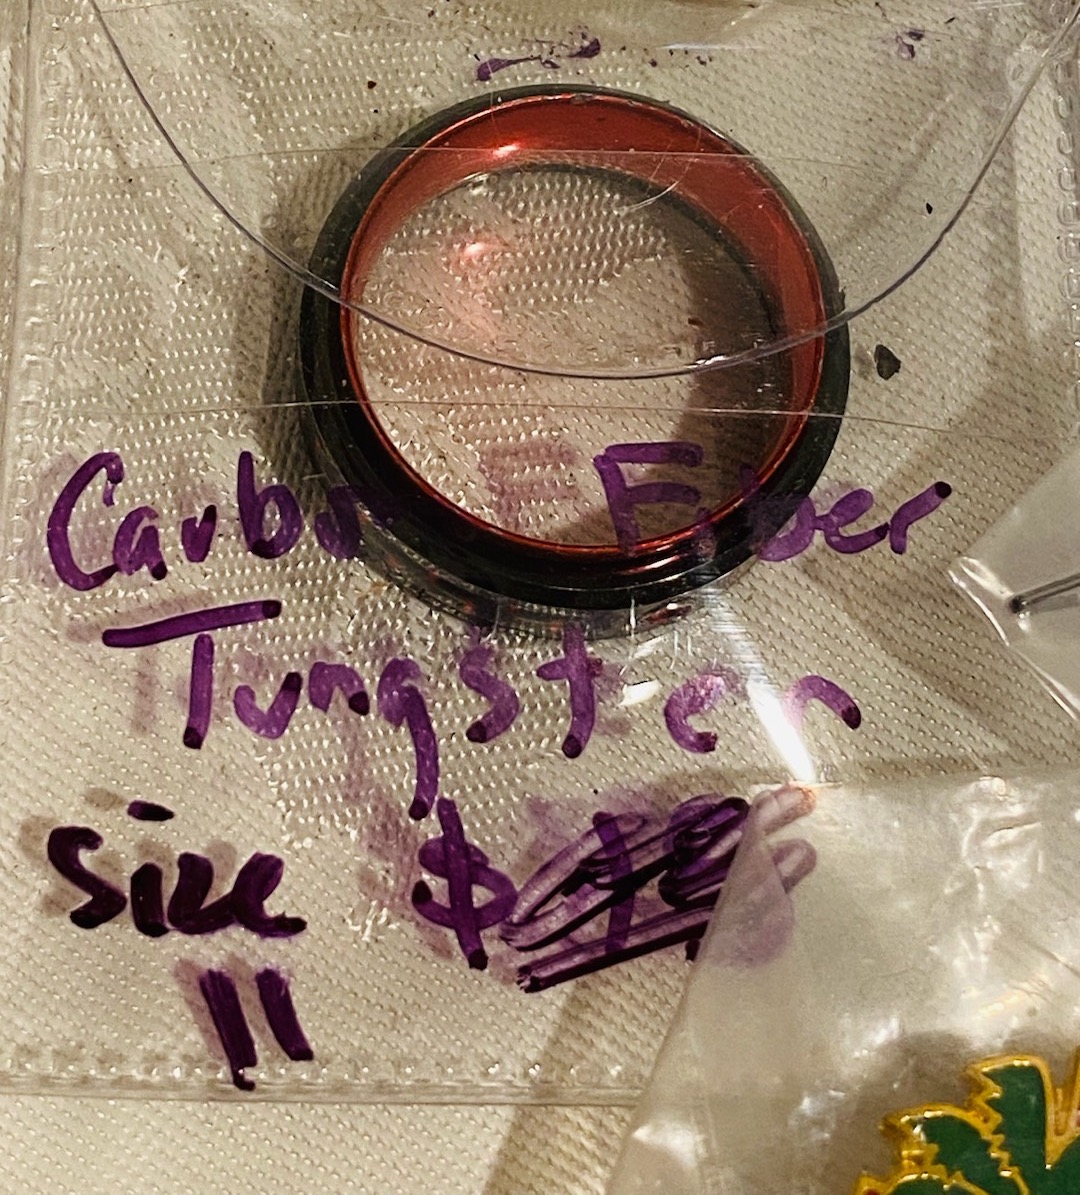 Carbon Fiber
Tungsten
Size $
11